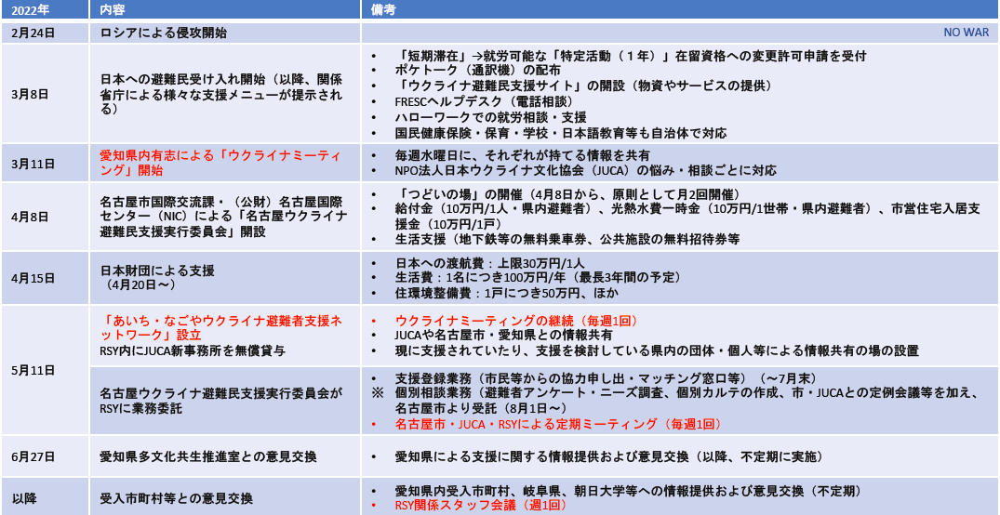 2022年 内容 備考
2月24日 ロシアによる侵攻開始 NO WAR
3月8日
日本への避難民受け入れ開始（以降、関係
省庁による様々な支援メニューが提示され
る）
• 「短期滞在」→就労可能な「特定活動（１年）」在留資格への変更許可申請を受付
• ポケトーク（通訳機）の配布
• 「ウクライナ避難民支援サイト」の開設（物資やサービスの提供）
• FRESCヘルプデスク（電話相談）
• ハローワークでの就労相談・支援
• 国民健康保険・保育・学校・日本語教育等も自治体で対応
3月11日
愛知県内有志による「ウクライナミーティ
ング」開始
• 毎週水曜日に、それぞれが持てる情報を共有
• NPO法人日本ウクライナ文化協会（JUCA）の悩み・相談ごとに対応
4月8日
名古屋市国際交流課・（公財）名古屋国際
センター（NIC）による「名古屋ウクライナ
避難民支援実行委員会」開設
• 「つどいの場」の開催（4月8日から、原則として月2回開催）
• 給付金（10万円/1人・県内避難者）、光熱水費一時金（10万円/1世帯・県内避難者）、市営住宅入居支
援金（10万円/1戸）
• 生活支援（地下鉄等の無料乗車券、公共施設の無料招待券等
4月15日
日本財団による支援
（4月20日～）
• 日本への渡航費：上限30万円/1人
• 生活費：1名につき100万円/年（最長3年間の予定）
• 住環境整備費：1戸につき50万円、ほか
5月11日
「あいち・なごやウクライナ避難者支援ネ
ットワーク」設立
RSY内にJUCA新事務所を無償貸与
• ウクライナミーティングの継続（毎週1回）
• JUCAや名古屋市・愛知県との情報共有
• 現に支援されていたり、支援を検討している県内の団体・個人等による情報共有の場の設置
名古屋ウクライナ避難民支援実行委員会が
RSYに業務委託
• 支援登録業務（市民等からの協力申し出・マッチング窓口等）（～7月末）
※ 個別相談業務（避難者アンケート・ニーズ調査、個別カルテの作成、市・JUCAとの定例会議等を加え、
名古屋市より受託（8月1日～）
• 名古屋市・JUCA・RSYによる定期ミーティング（毎週1回）
6月27日 愛知県多文化共生推進室との意見交換 • 愛知県による支援に関する情報提供および意見交換（以降、不定期に実施）
以降 受入市町村等との意見交換
• 愛知県内受入市町村、岐阜県、朝日大学等への情報提供および意見交換（不定期）
• RSY関係スタッフ会議（週1回）